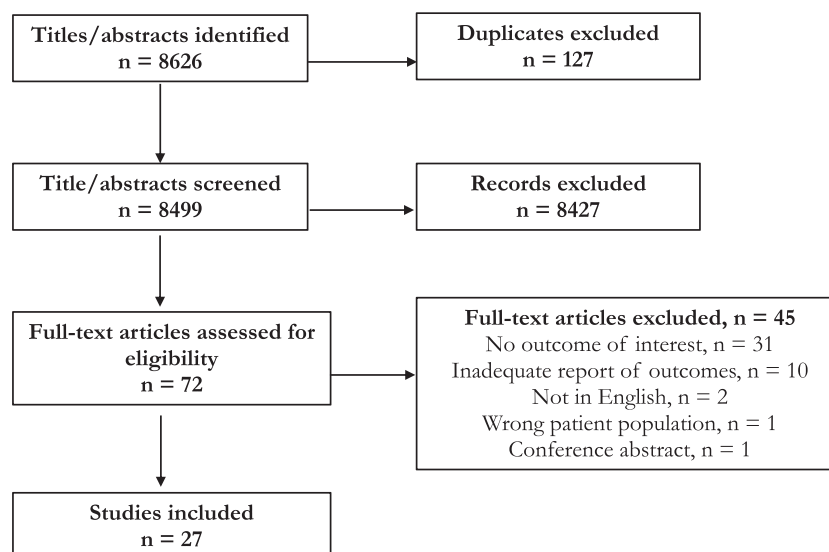 Titles/abstracts identified
n = 8626
Duplicates excluded
n = 127
Title/abstracts screened
n = 8499
Records excluded
n = 8427
Full-text articles assessed for
eligibility
n = 72
Full-text articles excluded, n = 45
No outcome of interest, n = 31
Inadequate report of outcomes, n = 10
Not in English, n = 2
Wrong patient population, n = 1
Conference abstract, n = 1
Studies included
n = 27